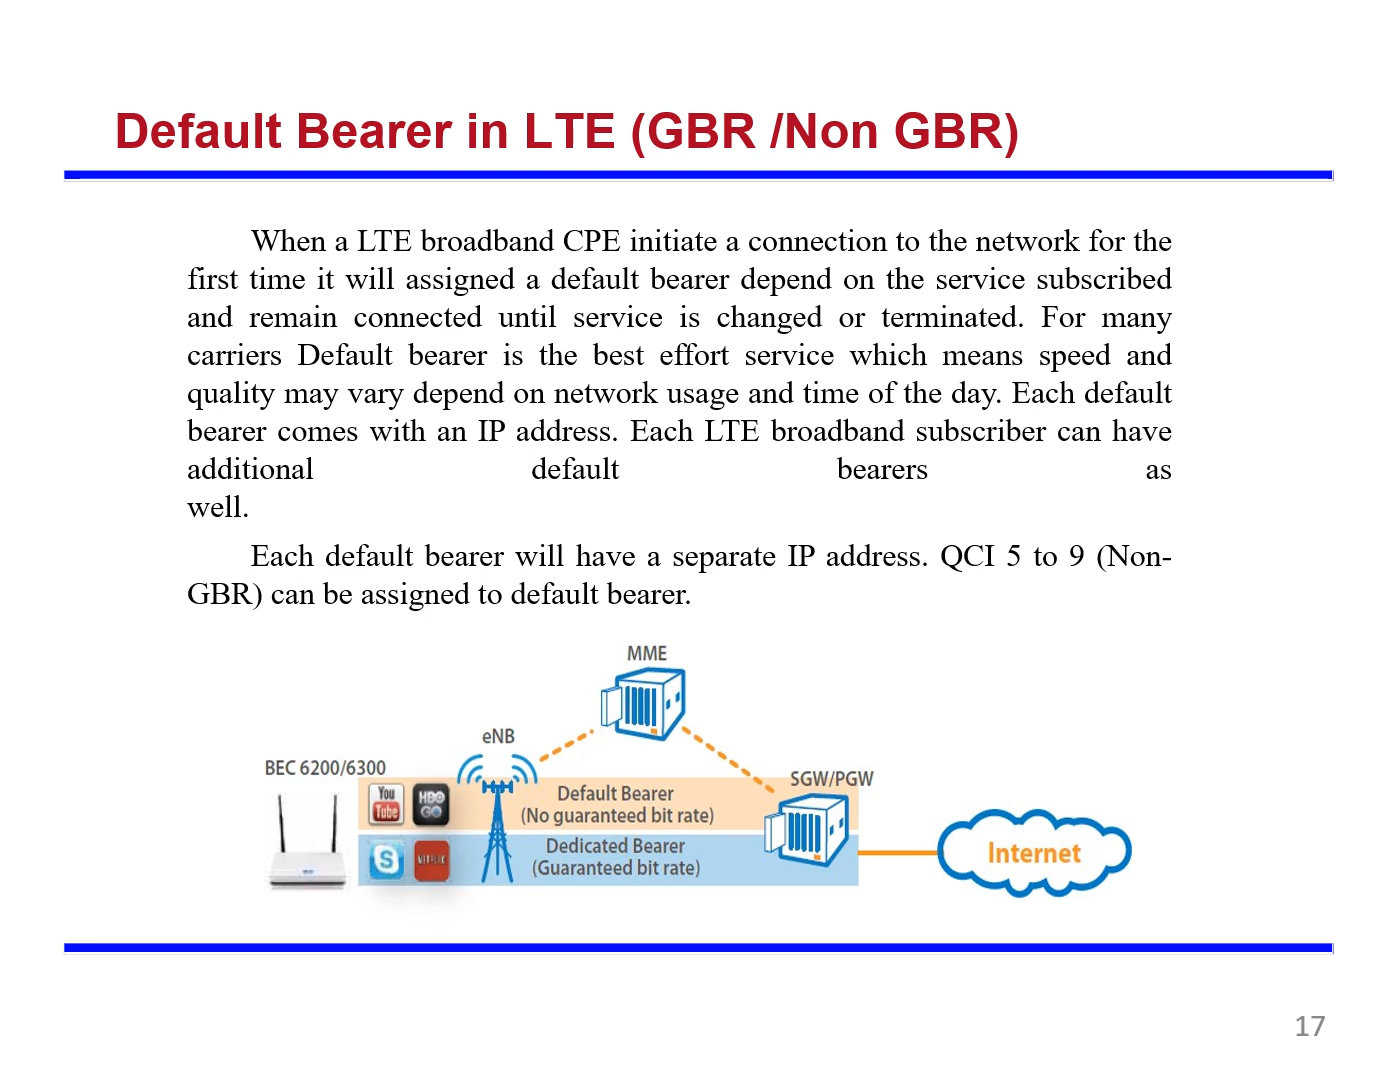 Default Bearer in LTE (GBR /Non GBR)
When a LTE broadband CPE initiate a connection to the network for the
first time it will assigned a default bearer depend on the service subscribed
and remain connected until service is changed or terminated. For many
carriers Default bearer is the best effort service which means speed and
quality may vary depend on network usage and time of the day. Each default
bearer comes with an IP address. Each LTE broadband subscriber can have
additional default bearers as
well.
Each default bearer will have a separate IP address. QCI 5 to 9 (Non-
GBR) can be assigned to default bearer.
MME
eNB
BEC 6200/6300
SGW/PGW
You
Tube
HBO
GO
Default Bearer
(No guaranteed bit rate)
S
NETFLIX
Dedicated Bearer
(Guaranteed bit rate)
Internet
17